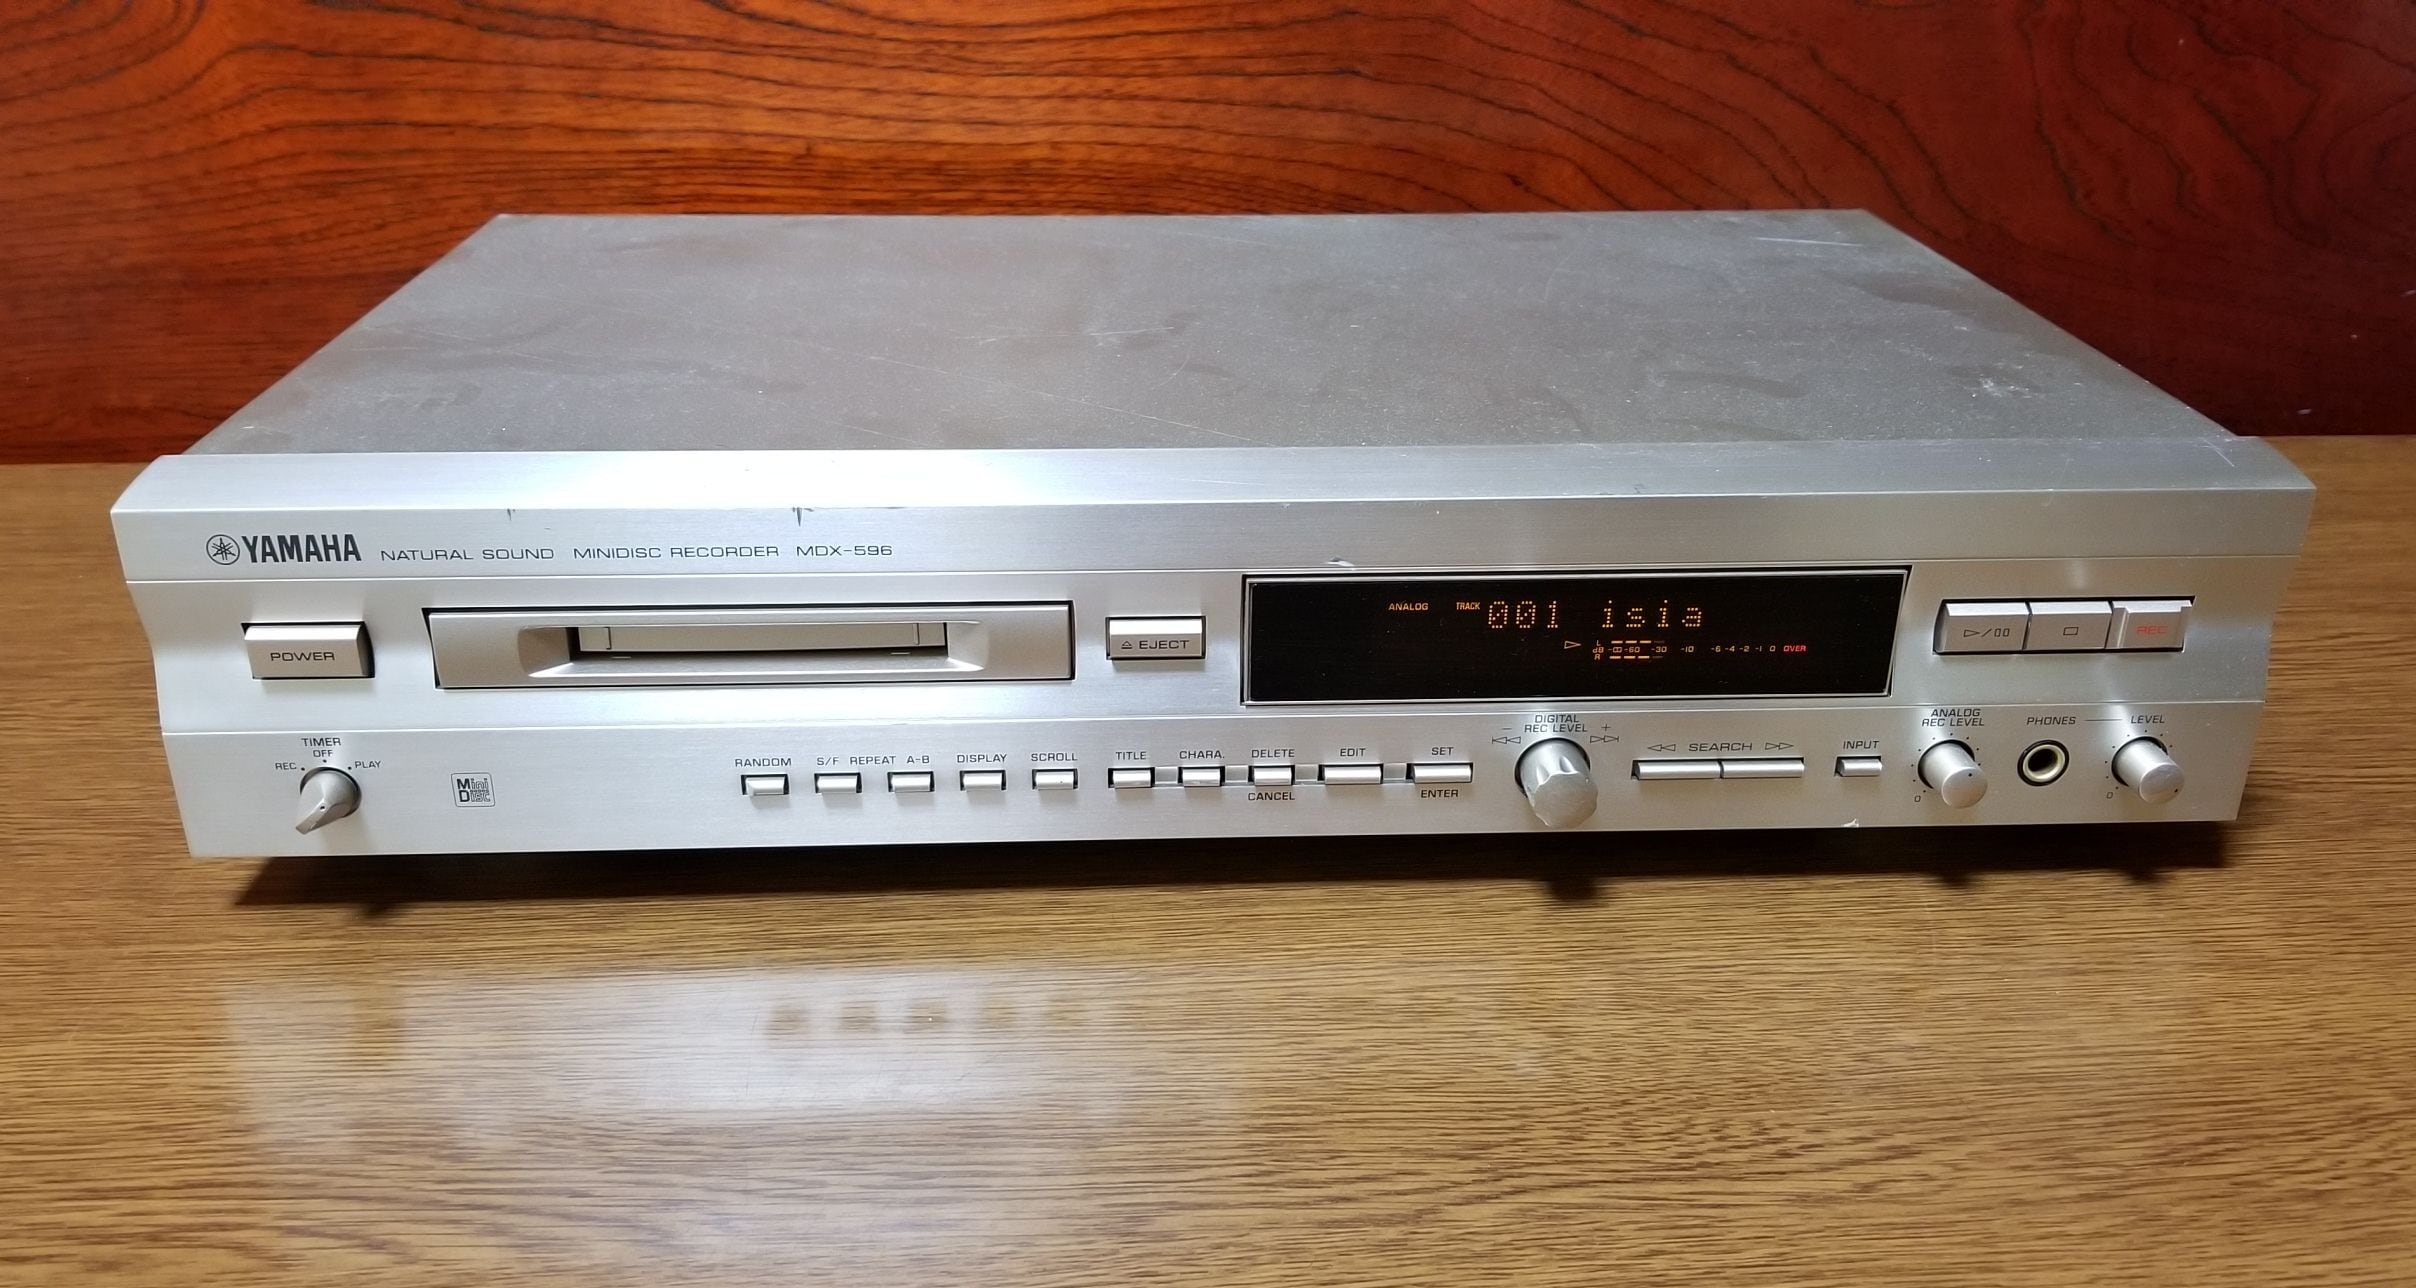 YAMAHA NATURAL SOUND MINIDISC RECORDER MDX-596
POWER
EJECT
ANALOG TRACK 001 isia
L
dB -∞ -60 -30 -10 -6 -4 -2 -1 0 OVER
R
REC
TIMER
OFF
REC PLAY
Mini
Disc
RANDOM S/F REPEAT A-B DISPLAY SCROLL TITLE CHARA. DELETE EDIT SET
CANCEL ENTER
DIGITAL
− REC LEVEL +
SEARCH
INPUT
ANALOG
REC LEVEL
0
PHONES LEVEL
0